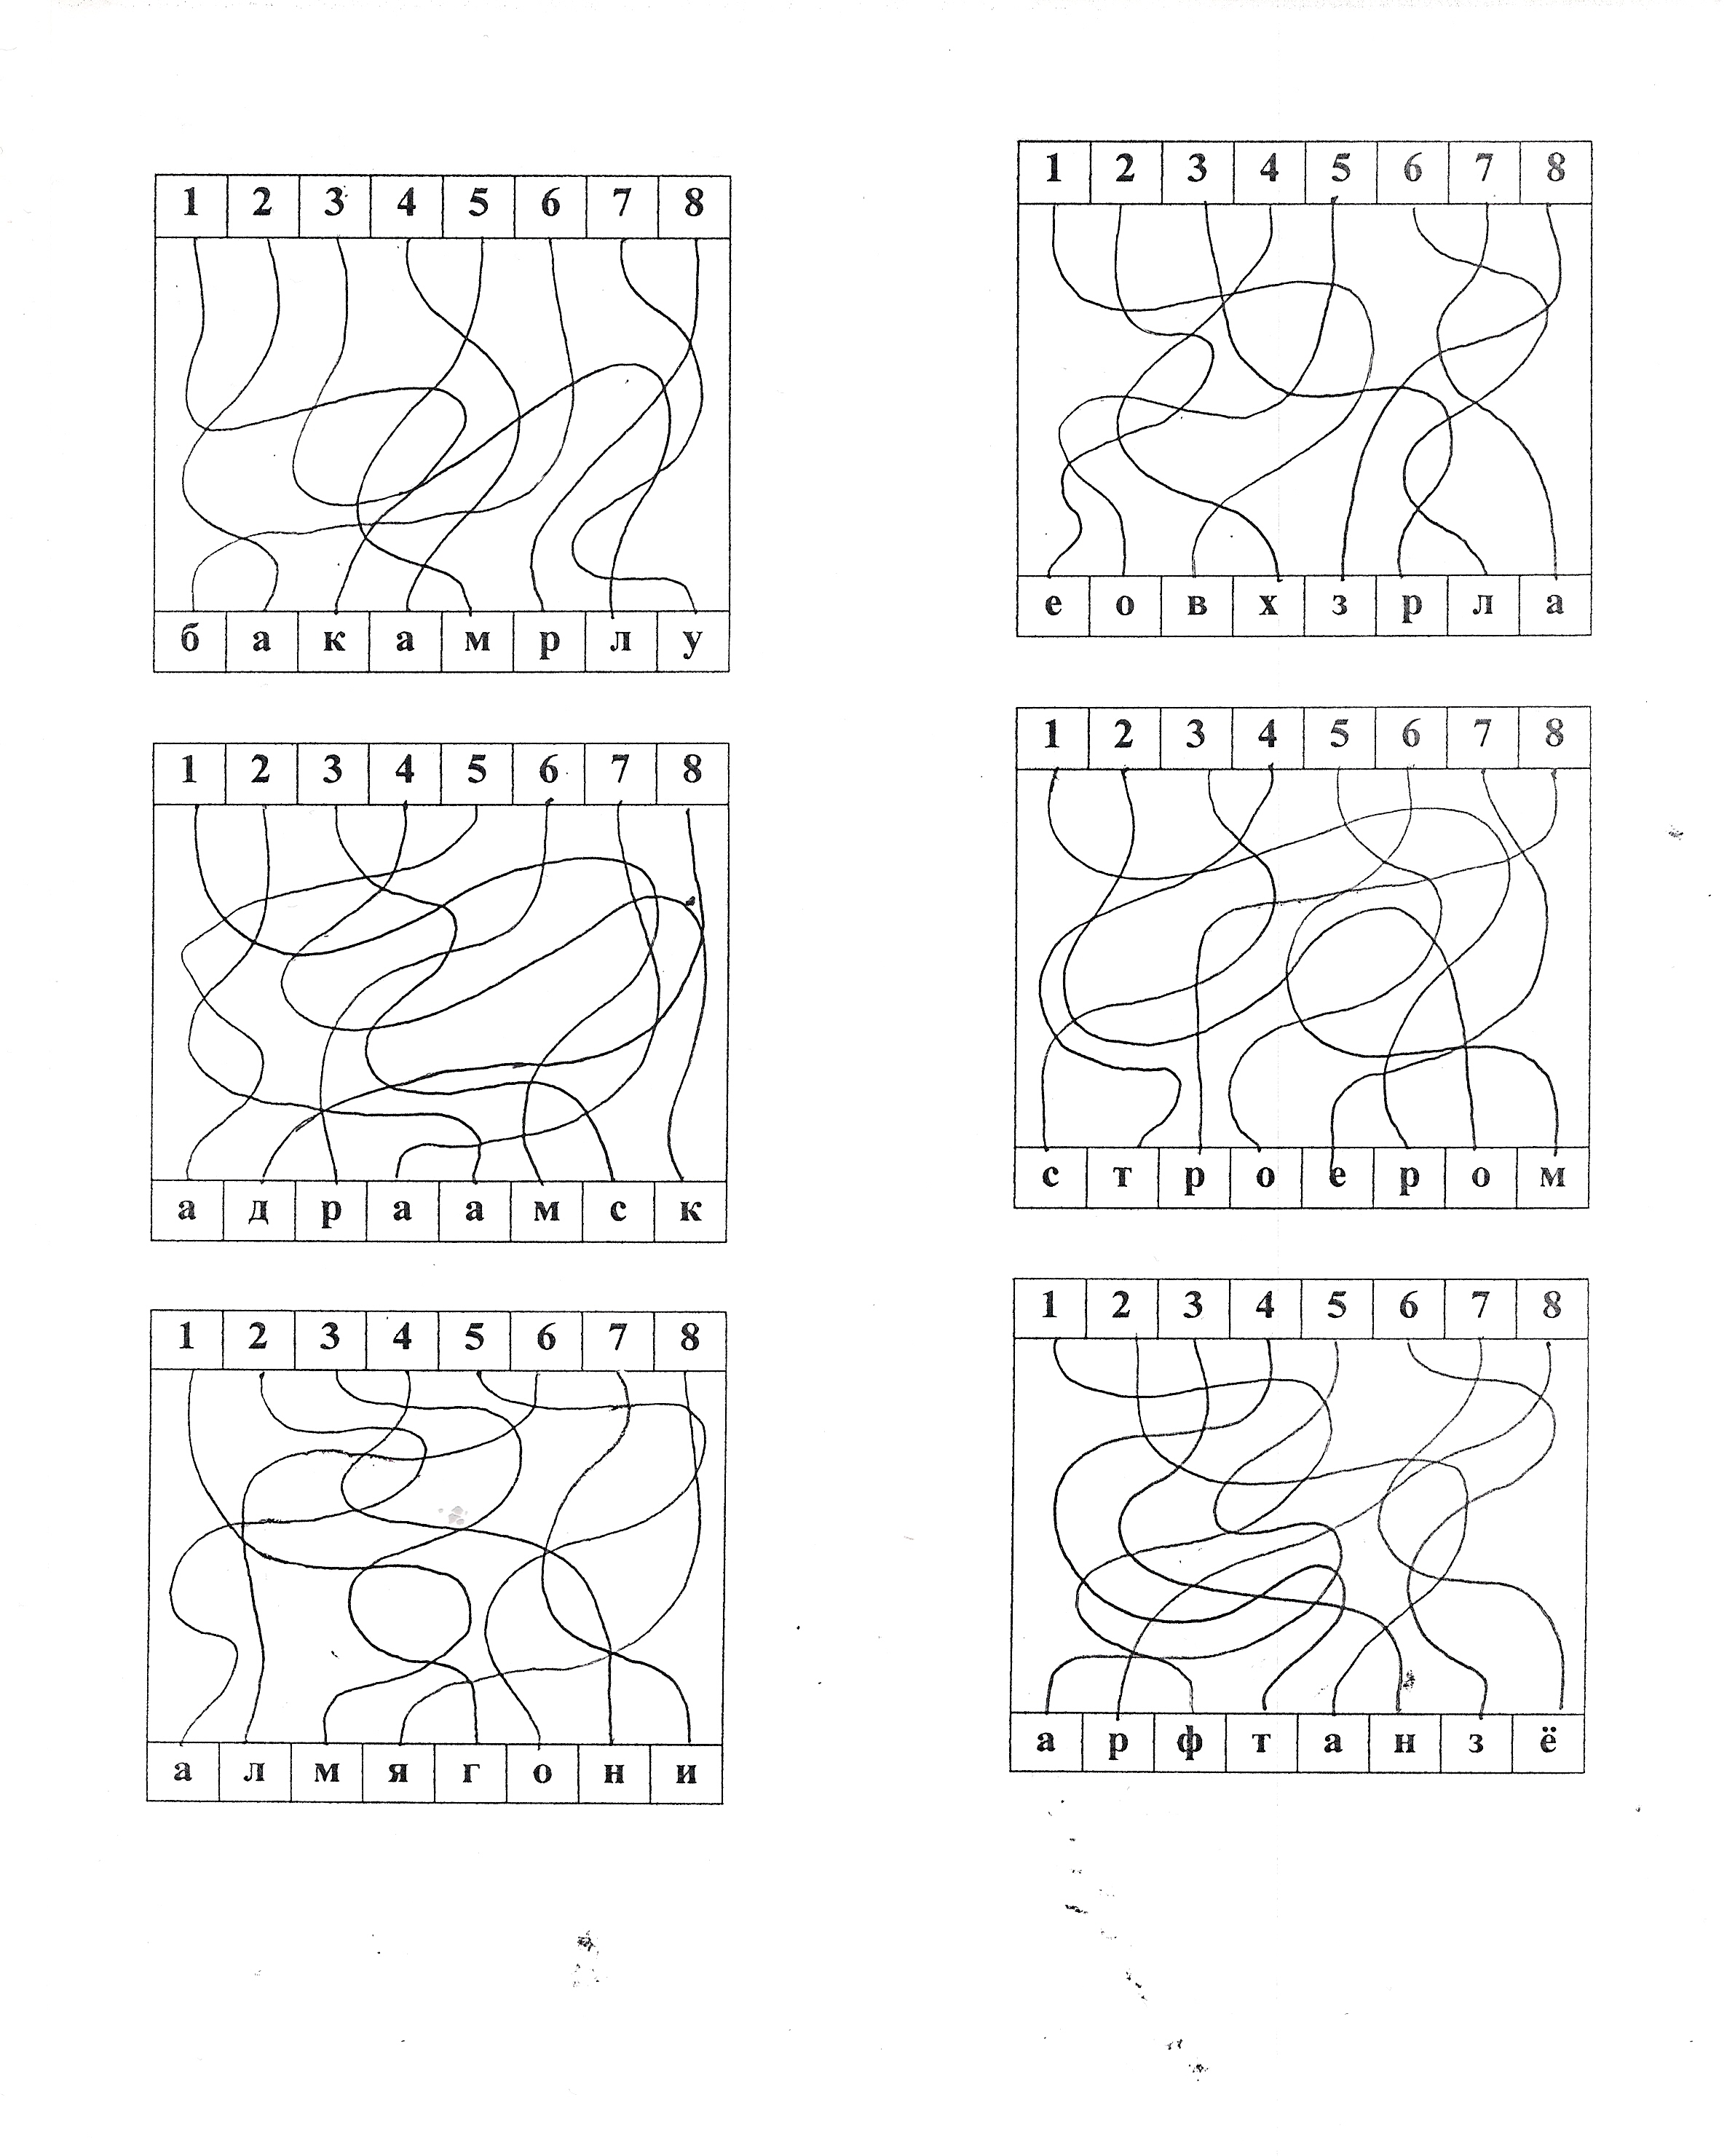 1 2 3 4 5 6 7 8
б а к а м р л у
1 2 3 4 5 6 7 8
а д р а а м с к
1 2 3 4 5 6 7 8
а л м я г о н и
1 2 3 4 5 6 7 8
е о в х з р л а
1 2 3 4 5 6 7 8
с т р о е р о м
1 2 3 4 5 6 7 8
а р ф т а н з ё